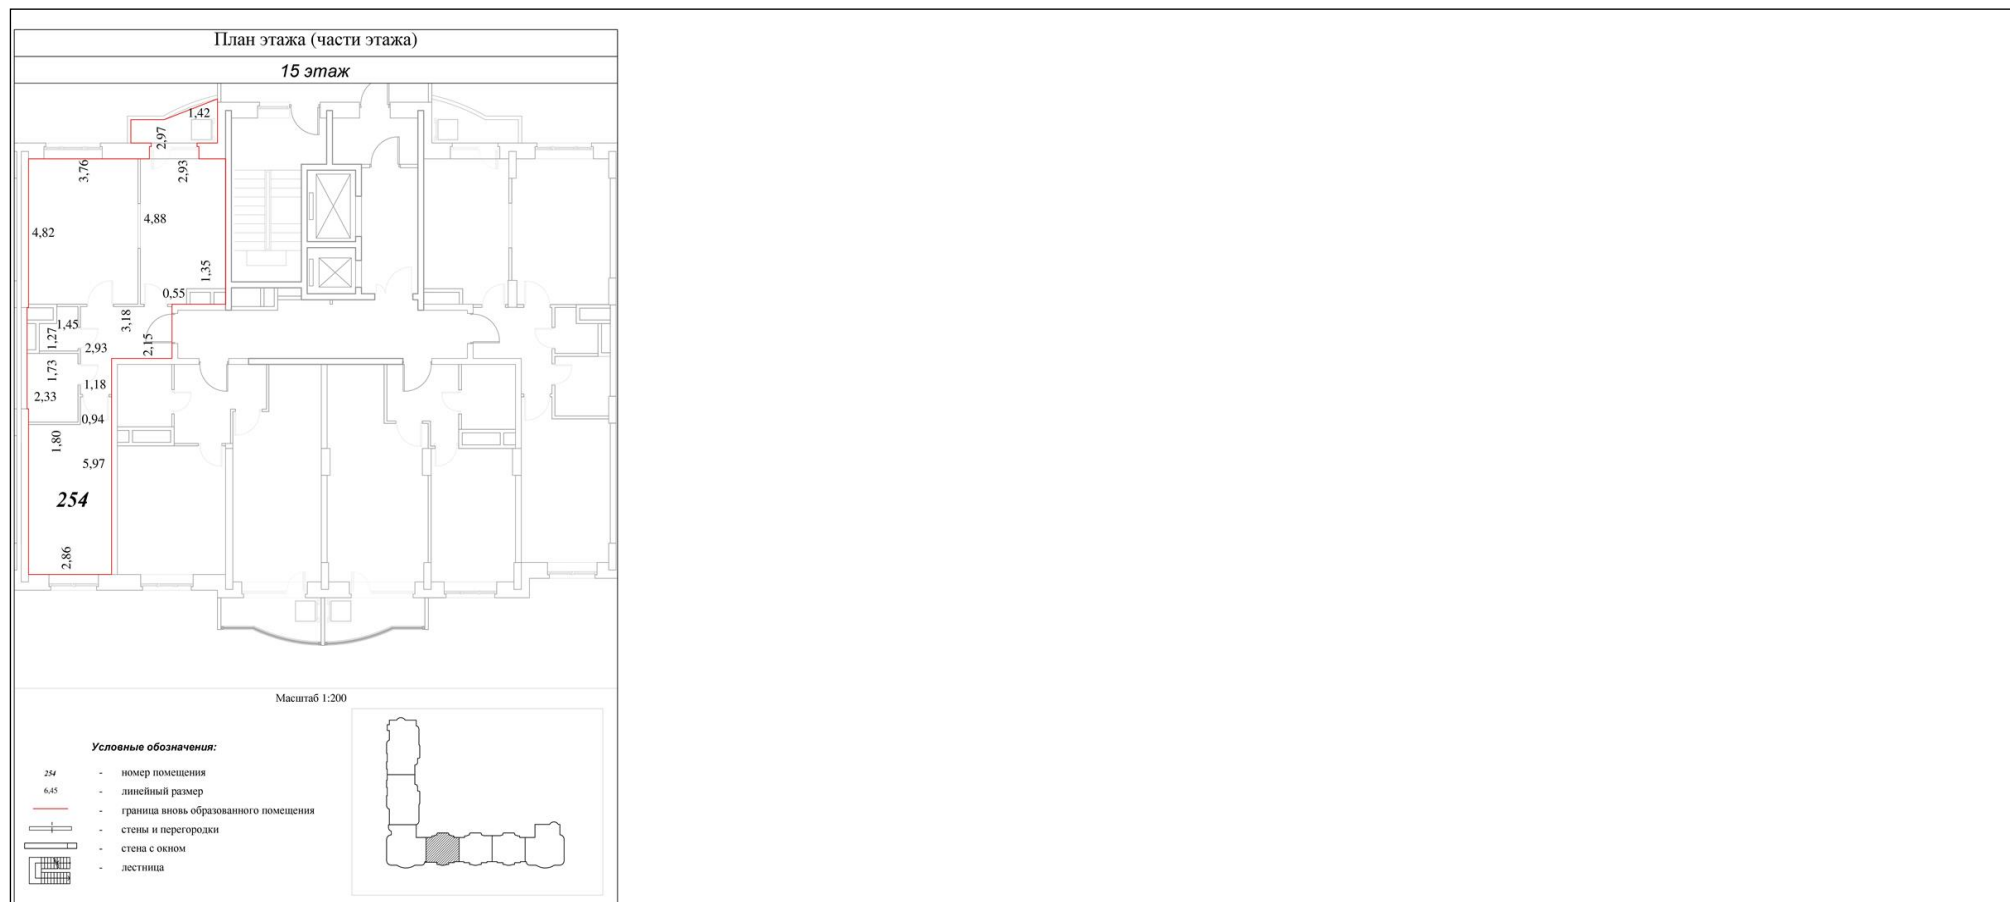 План этажа (части этажа)
15 этаж
1,42
2,97
3,76
2,93
4,88
4,82
1,35
0,55
3,18
1,45
1,27
2,15
2,93
1,73
1,18
2,33
0,94
1,80
5,97
254
2,86
Масштаб 1:200
Условные обозначения:
254 - номер помещения
6,45 - линейный размер
- граница вновь образованного помещения
- стены и перегородки
- стена с окном
- лестница